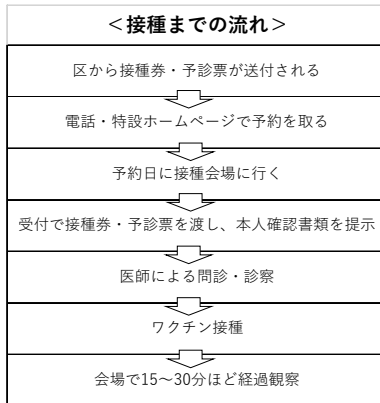 ＜接種までの流れ＞
区から接種券・予診票が送付される
電話・特設ホームページで予約を取る
予約日に接種会場に行く
受付で接種券・予診票を渡し、本人確認書類を提示
医師による問診・診察
ワクチン接種
会場で15～30分ほど経過観察